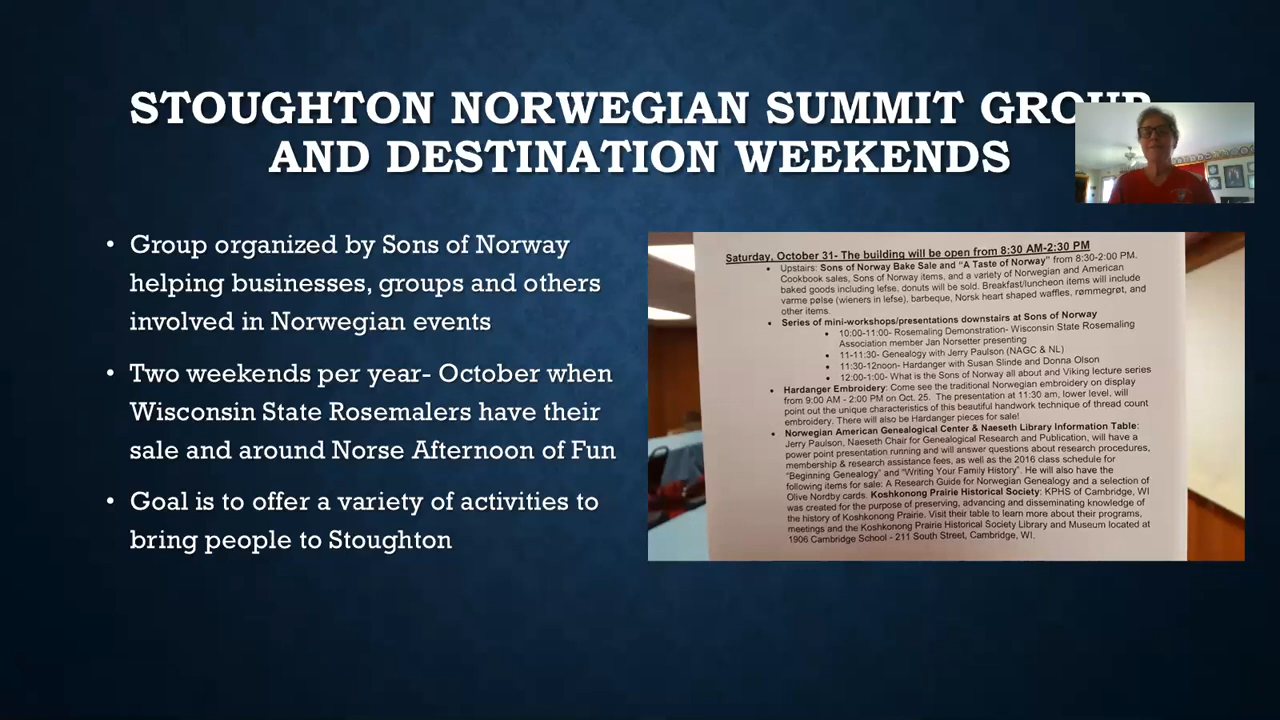 STOUGHTON NORWEGIAN SUMMIT GROUP
AND DESTINATION WEEKENDS
• Group organized by Sons of Norway
helping businesses, groups and others
involved in Norwegian events
• Two weekends per year- October when
Wisconsin State Rosemalers have their
sale and around Norse Afternoon of Fun
• Goal is to offer a variety of activities to
bring people to Stoughton
Saturday, October 31- The building will be open from 8:30 AM-2:30 PM
• Upstairs: Sons of Norway Bake Sale and “A Taste of Norway” from 8:30-2:00 PM.
Cookbook sales, Sons of Norway items, and a variety of Norwegian and American
baked goods including lefse, donuts will be sold. Breakfast/luncheon items will include
varme pølse (wieners in lefse), barbeque, Norsk heart shaped waffles, rømmegrøt, and
other items.
• Series of mini-workshops/presentations downstairs at Sons of Norway
• 10:00-11:00- Rosemaling Demonstration- Wisconsin State Rosemaling
Association member Jan Norsetter presenting
• 11-11:30- Genealogy with Jerry Paulson (NAGC & NL)
• 11:30-12noon- Hardanger with Susan Slinde and Donna Olson
• 12:00-1:00- What is the Sons of Norway all about and Viking lecture series
• Hardanger Embroidery: Come see the traditional Norwegian embroidery on display
from 9:00 AM - 2:00 PM on Oct. 25. The presentation at 11:30 am, lower level, will
point out the unique characteristics of this beautiful handwork technique of thread count
embroidery. There will also be Hardanger pieces for sale!
• Norwegian American Genealogical Center & Naeseth Library Information Table:
Jerry Paulson, Naeseth Chair for Genealogical Research and Publication, will have a
power point presentation running and will answer questions about research procedures,
membership & research assistance fees, as well as the 2016 class schedule for
“Beginning Genealogy” and “Writing Your Family History”. He will also have the
following items for sale: A Research Guide for Norwegian Genealogy and a selection of
Olive Nordby cards. Koshkonong Prairie Historical Society: KPHS of Cambridge, WI
was created for the purpose of preserving, advancing and disseminating knowledge of
the history of Koshkonong Prairie. Visit their table to learn more about their programs,
meetings and the Koshkonong Prairie Historical Society Library and Museum located at
1906 Cambridge School - 211 South Street, Cambridge, WI.